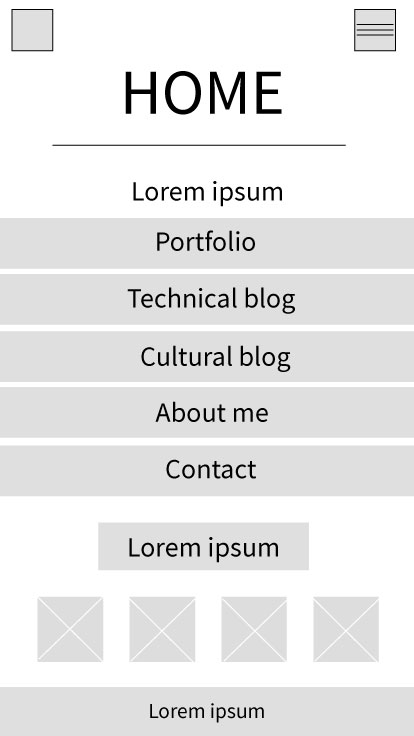 HOME
Lorem ipsum
Portfolio
Technical blog
Cultural blog
About me
Contact
Lorem ipsum
Lorem ipsum